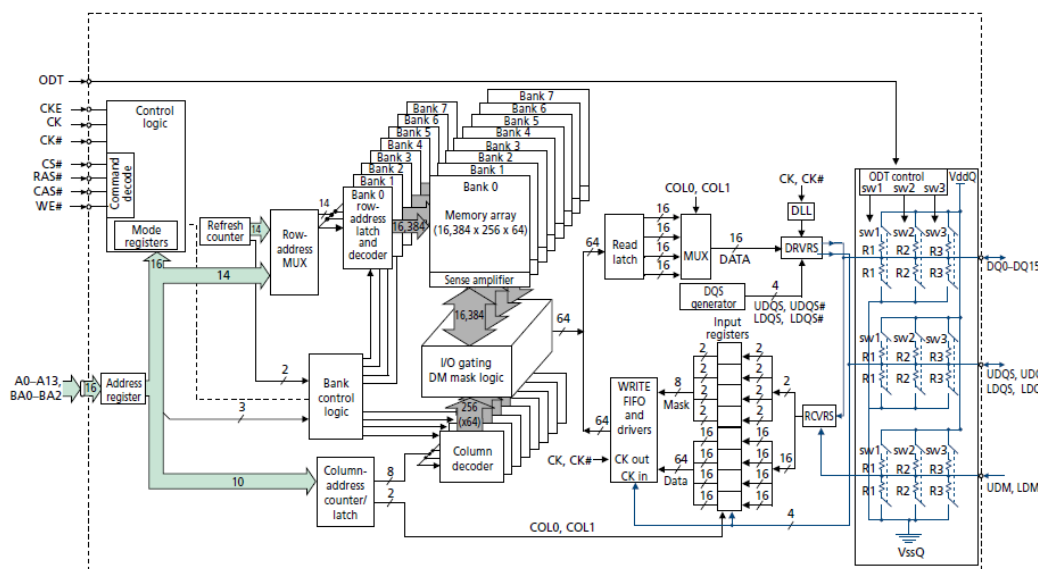 ODT
CKE
CK
CK#
CS#
RAS#
CAS#
WE#
Control
logic
Command
decode
Mode
registers
16
Refresh
counter
14
14
Row-
address
MUX
14
Bank 7
Bank 6
Bank 5
Bank 4
Bank 3
Bank 2
Bank 1
Bank 0
row-
address
latch
and
decoder
16,384
Bank 7
Bank 6
Bank 5
Bank 4
Bank 3
Bank 2
Bank 1
Bank 0
Memory array
(16,384 x 256 x 64)
Sense amplifier
16,384
I/O gating
DM mask logic
64
256
(x64)
Column
decoder
A0–A13,
BA0–BA2
16
Address
register
2
3
Bank
control
logic
10
Column-
address
counter/
latch
8
2
COL0, COL1
64
Read
latch
16
16
16
16
COL0, COL1
MUX
16
DATA
CK, CK#
DLL
DRVRS
DQS
generator
4
UDQS, UDQS#
LDQS, LDQS#
Input
registers
64
WRITE
FIFO
and
drivers
CK out
CK in
CK, CK#
8
Mask
64
Data
2
2
2
2
16
16
16
16
2
2
2
2
16
16
16
16
2
16
RCVRS
4
ODT control
sw1 sw2 sw3
VddQ
sw1 sw2 sw3
R1 R2 R3
R1 R2 R3
sw1 sw2 sw3
R1 R2 R3
R1 R2 R3
sw1 sw2 sw3
R1 R2 R3
R1 R2 R3
VssQ
DQ0–DQ15
UDQS, UD
LDQS, LD
UDM, LDM